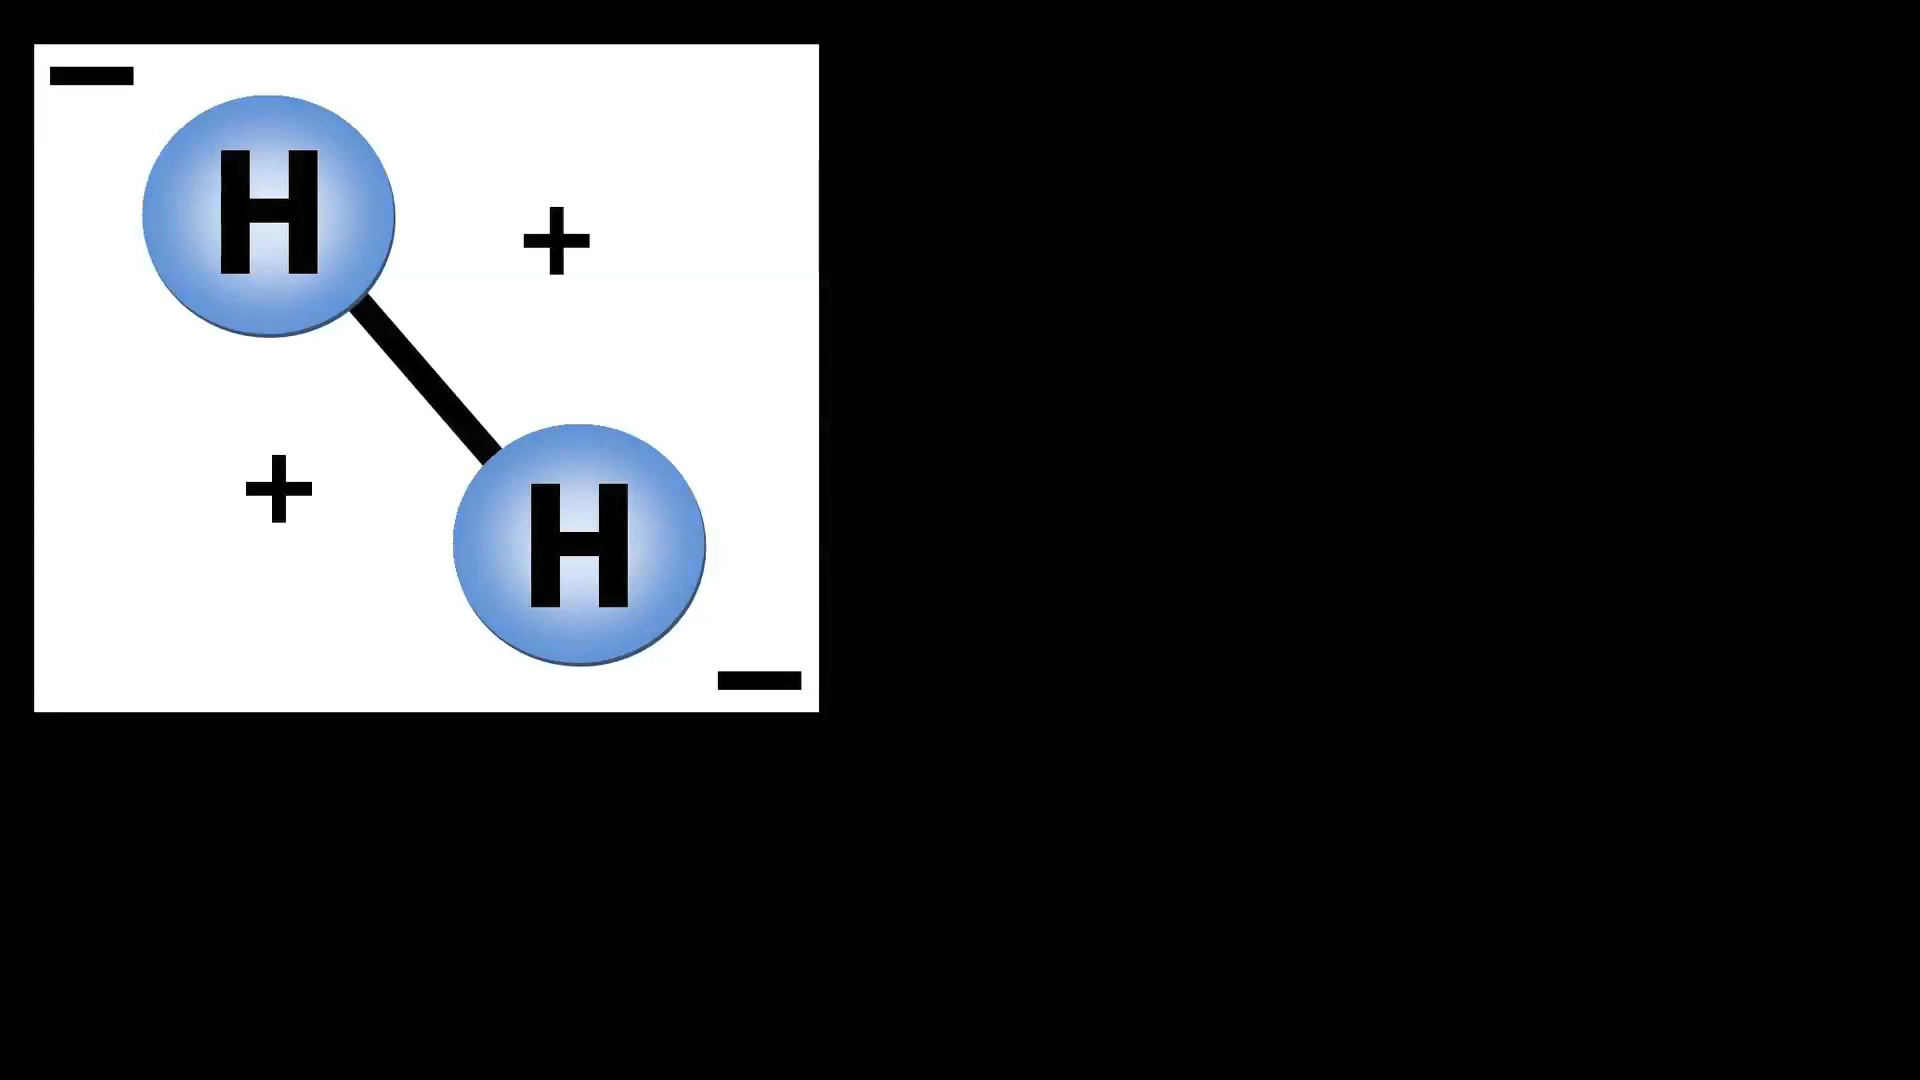 —
H
+
+
H
—